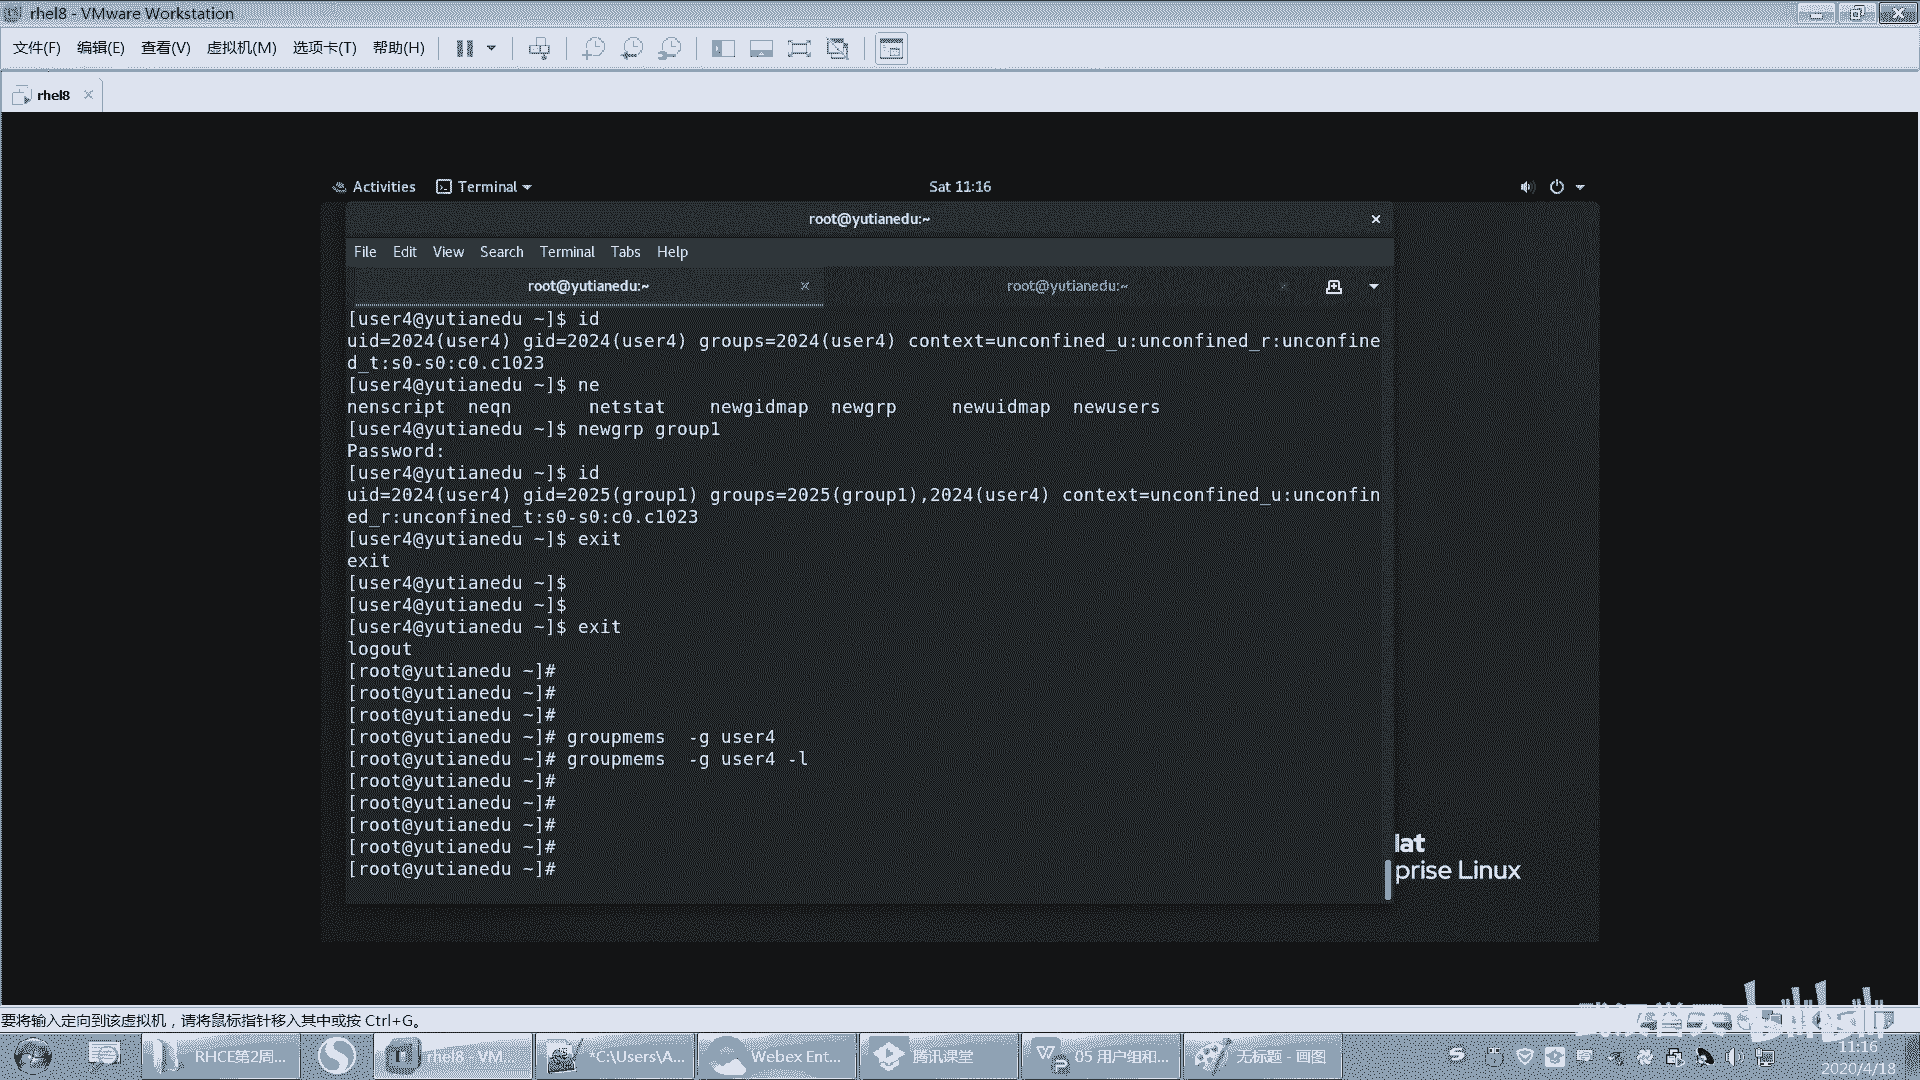 rhel8 - VMware Workstation
文件(F) 编辑(E) 查看(V) 虚拟机(M) 选项卡(T) 帮助(H)
rhel8
Activities Terminal Sat 11:16
root@yutianedu:~
File Edit View Search Terminal Tabs Help
root@yutianedu:~ root@yutianedu:~
[user4@yutianedu ~]$ id
uid=2024(user4) gid=2024(user4) groups=2024(user4) context=unconfined_u:unconfined_r:unconfine
d_t:s0-s0:c0.c1023
[user4@yutianedu ~]$ ne
nenscript neqn netstat newgidmap newgrp newuidmap newusers
[user4@yutianedu ~]$ newgrp group1
Password:
[user4@yutianedu ~]$ id
uid=2024(user4) gid=2025(group1) groups=2025(group1),2024(user4) context=unconfined_u:unconfin
ed_r:unconfined_t:s0-s0:c0.c1023
[user4@yutianedu ~]$ exit
exit
[user4@yutianedu ~]$
[user4@yutianedu ~]$
[user4@yutianedu ~]$ exit
logout
[root@yutianedu ~]#
[root@yutianedu ~]#
[root@yutianedu ~]#
[root@yutianedu ~]# groupmems -g user4
[root@yutianedu ~]# groupmems -g user4 -l
[root@yutianedu ~]#
[root@yutianedu ~]#
[root@yutianedu ~]#
[root@yutianedu ~]#
[root@yutianedu ~]#
lat
prise Linux
要将输入定向到该虚拟机，请将鼠标指针移入其中或按 Ctrl+G。
bilibili
RHCE第2周... rhel8 - VM... *C:\Users\A... Webex Ent... 腾讯课堂 05 用户组和... 无标题 - 画图
11:16
2020/4/18